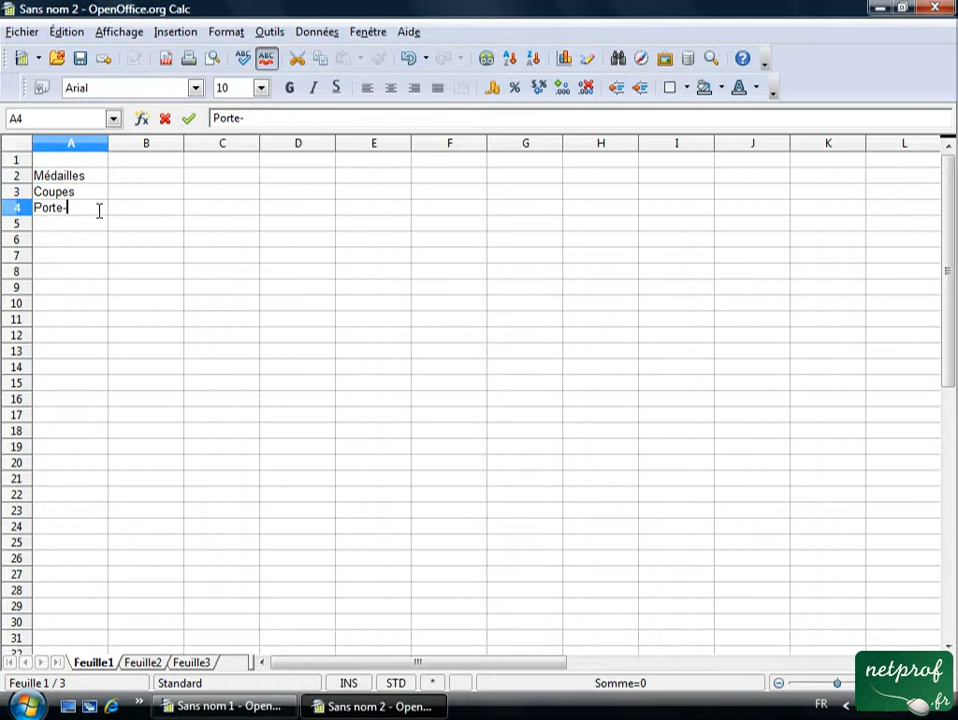 Sans nom 2 - OpenOffice.org Calc
Fichier Édition Affichage Insertion Format Outils Données Fenêtre Aide
Arial 10 G I S
A4 Porte-
A B C D E F G H I J K L
1
2 Médailles
3 Coupes
4 Porte-
5
6
7
8
9
10
11
12
13
14
15
16
17
18
19
20
21
22
23
24
25
26
27
28
29
30
31
Feuille1 Feuille2 Feuille3
Feuille 1 / 3 Standard INS STD * Somme=0
Sans nom 1 - Open... Sans nom 2 - Open... FR
netprof
.fr